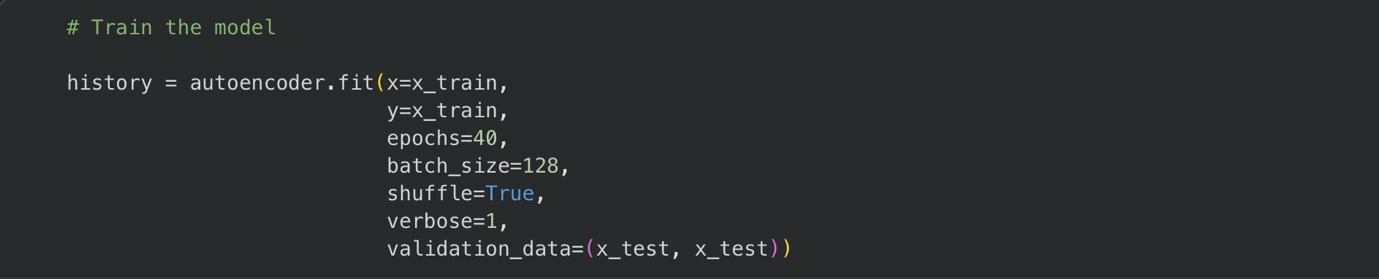 # Train the model
history = autoencoder.fit(x=x_train,
y=x_train,
epochs=40,
batch_size=128,
shuffle=True,
verbose=1,
validation_data=(x_test, x_test))